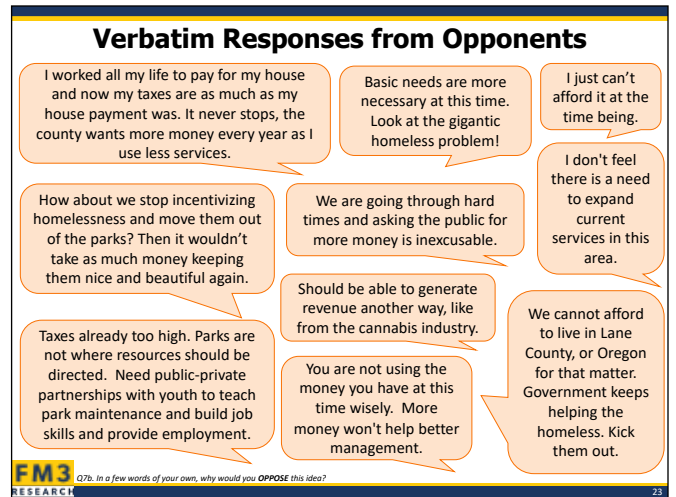 Verbatim Responses from Opponents
I worked all my life to pay for my house
and now my taxes are as much as my
house payment was. It never stops, the
county wants more money every year as I
use less services.
Basic needs are more
necessary at this time.
Look at the gigantic
homeless problem!
I just can’t
afford it at the
time being.
I don't feel
there is a need
to expand
current
services in this
area.
How about we stop incentivizing
homelessness and move them out
of the parks? Then it wouldn’t
take as much money keeping
them nice and beautiful again.
We are going through hard
times and asking the public for
more money is inexcusable.
Should be able to generate
revenue another way, like
from the cannabis industry.
We cannot afford
to live in Lane
County, or Oregon
for that matter.
Government keeps
helping the
homeless. Kick
them out.
Taxes already too high. Parks are
not where resources should be
directed.  Need public-private
partnerships with youth to teach
park maintenance and build job
skills and provide employment.
You are not using the
money you have at this
time wisely.  More
money won't help better
management.
FM3
RESEARCH
Q7b. In a few words of your own, why would you OPPOSE this idea?
23